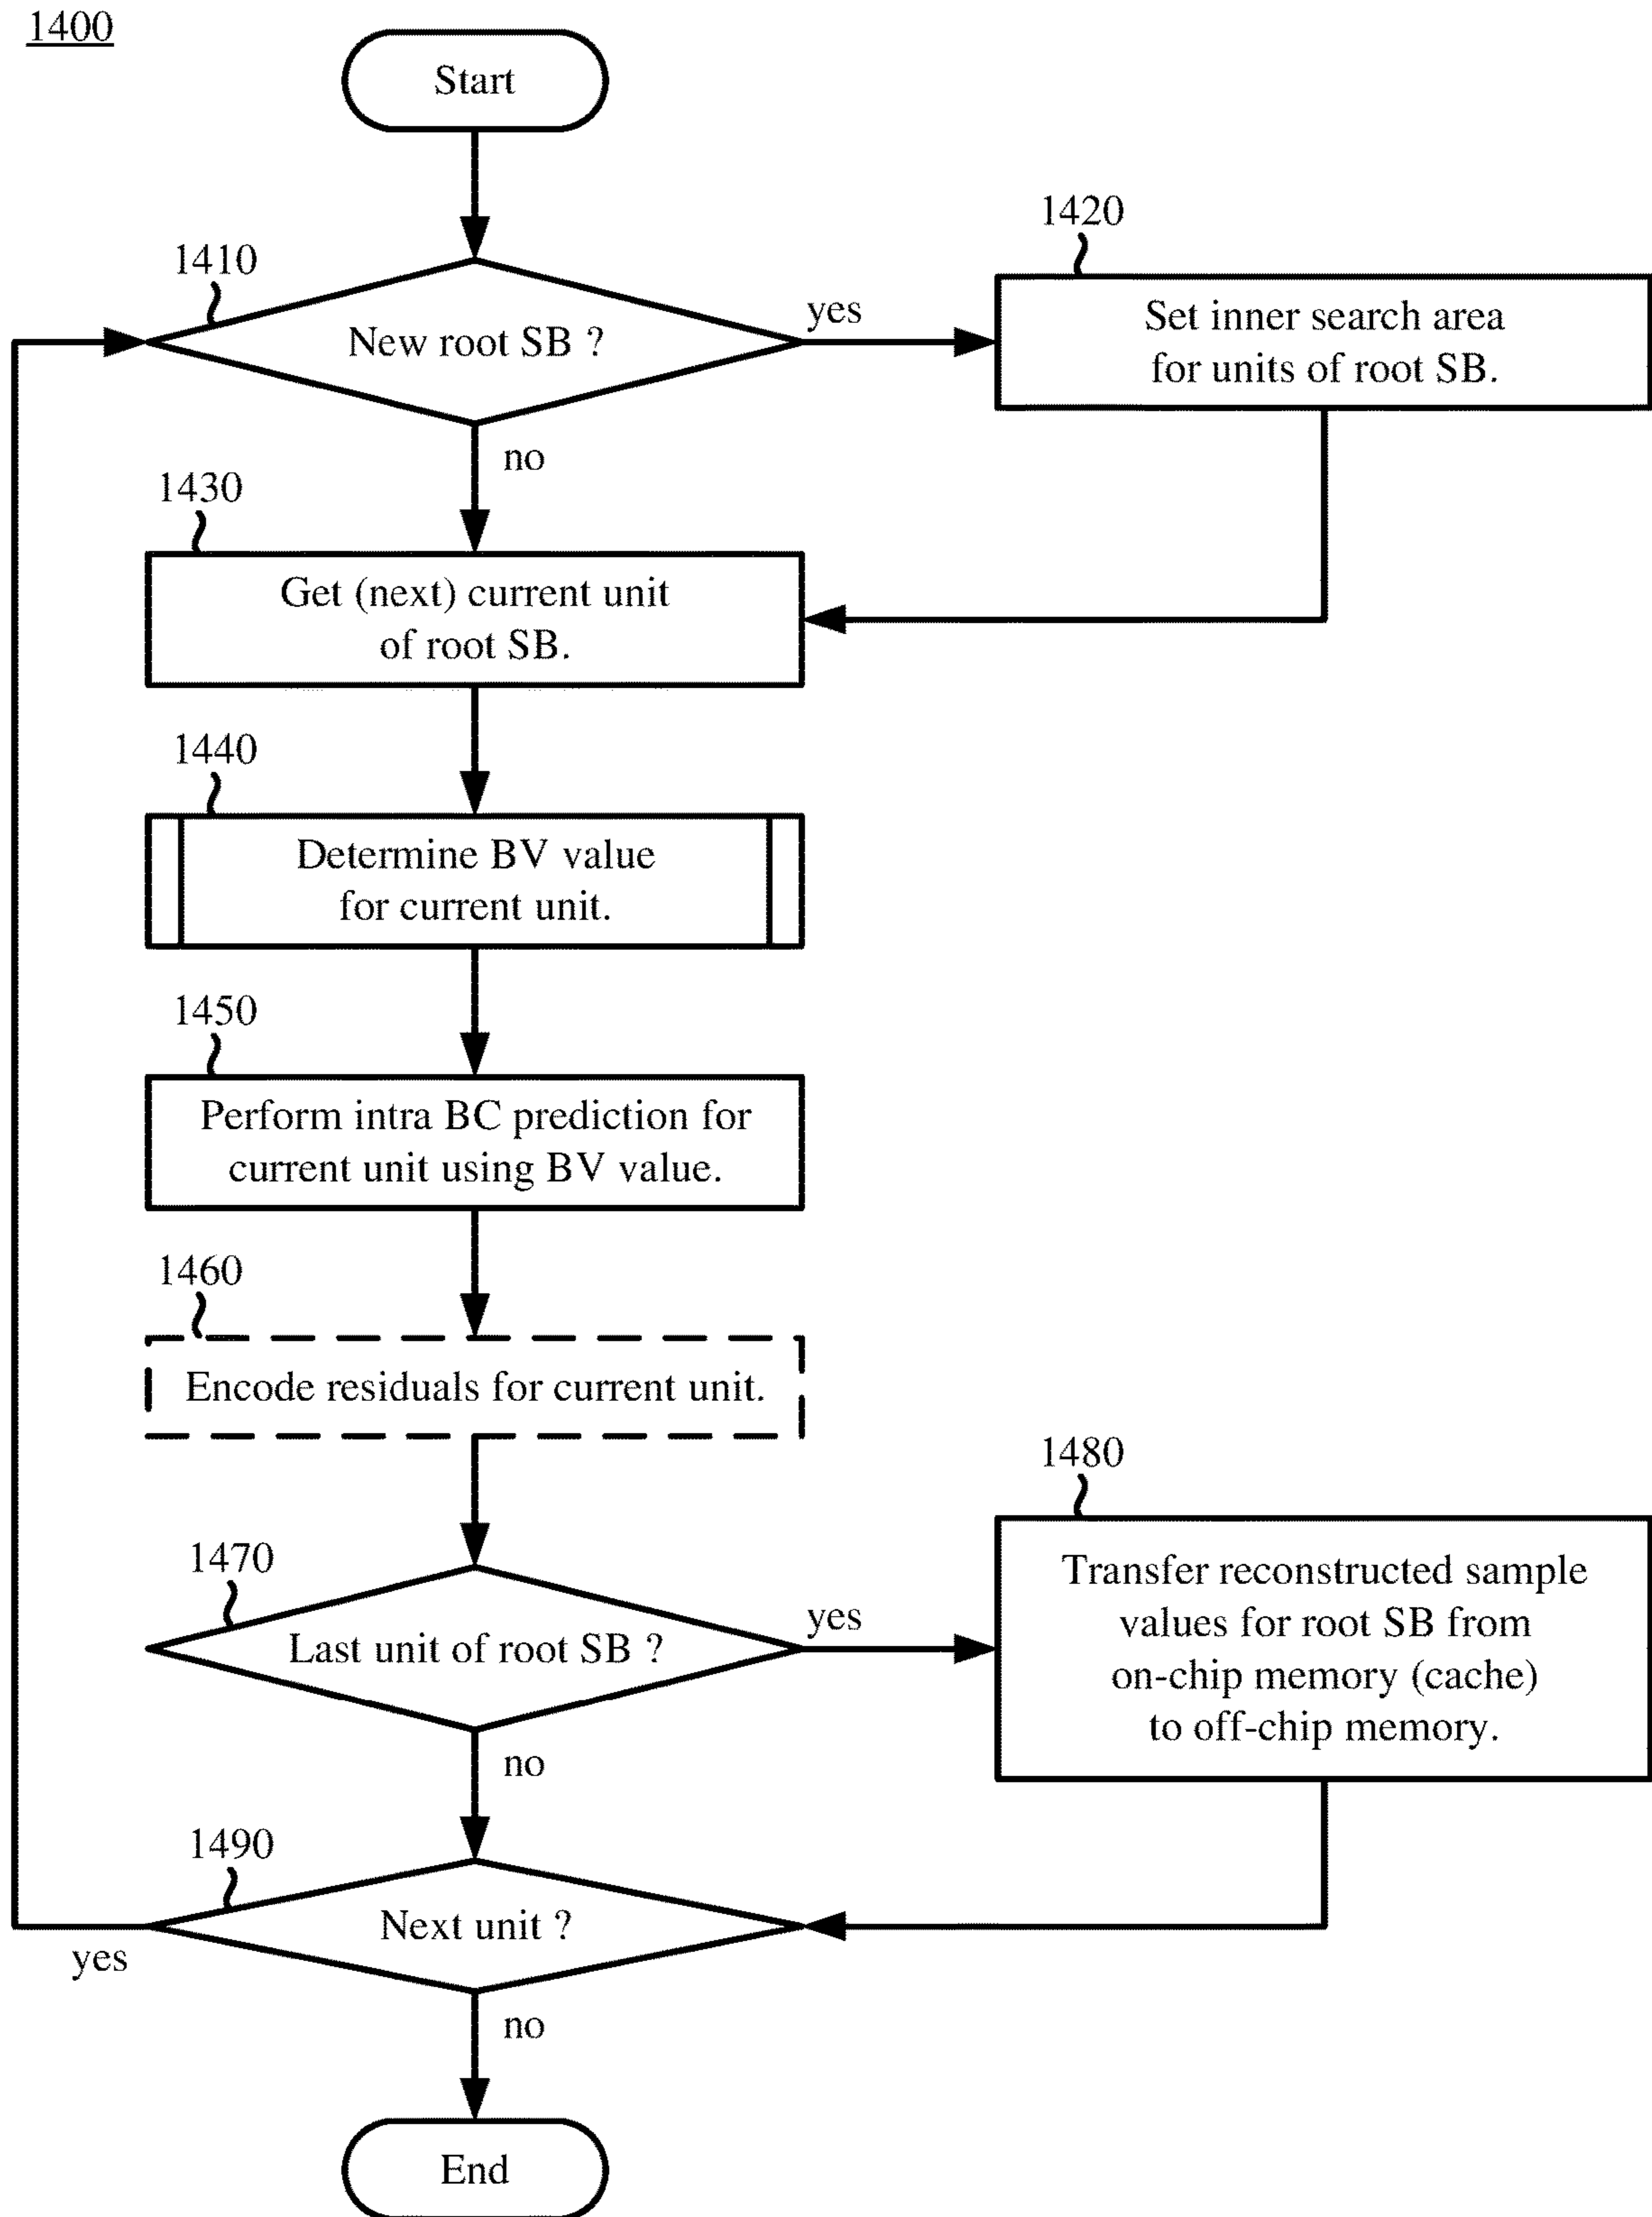 1400
Start
1410
New root SB ?
yes
1420
Set inner search area
for units of root SB.
no
1430
Get (next) current unit
of root SB.
1440
Determine BV value
for current unit.
1450
Perform intra BC prediction for
current unit using BV value.
1460
Encode residuals for current unit.
1470
Last unit of root SB ?
yes
1480
Transfer reconstructed sample
values for root SB from
on-chip memory (cache)
to off-chip memory.
no
1490
Next unit ?
yes
no
End